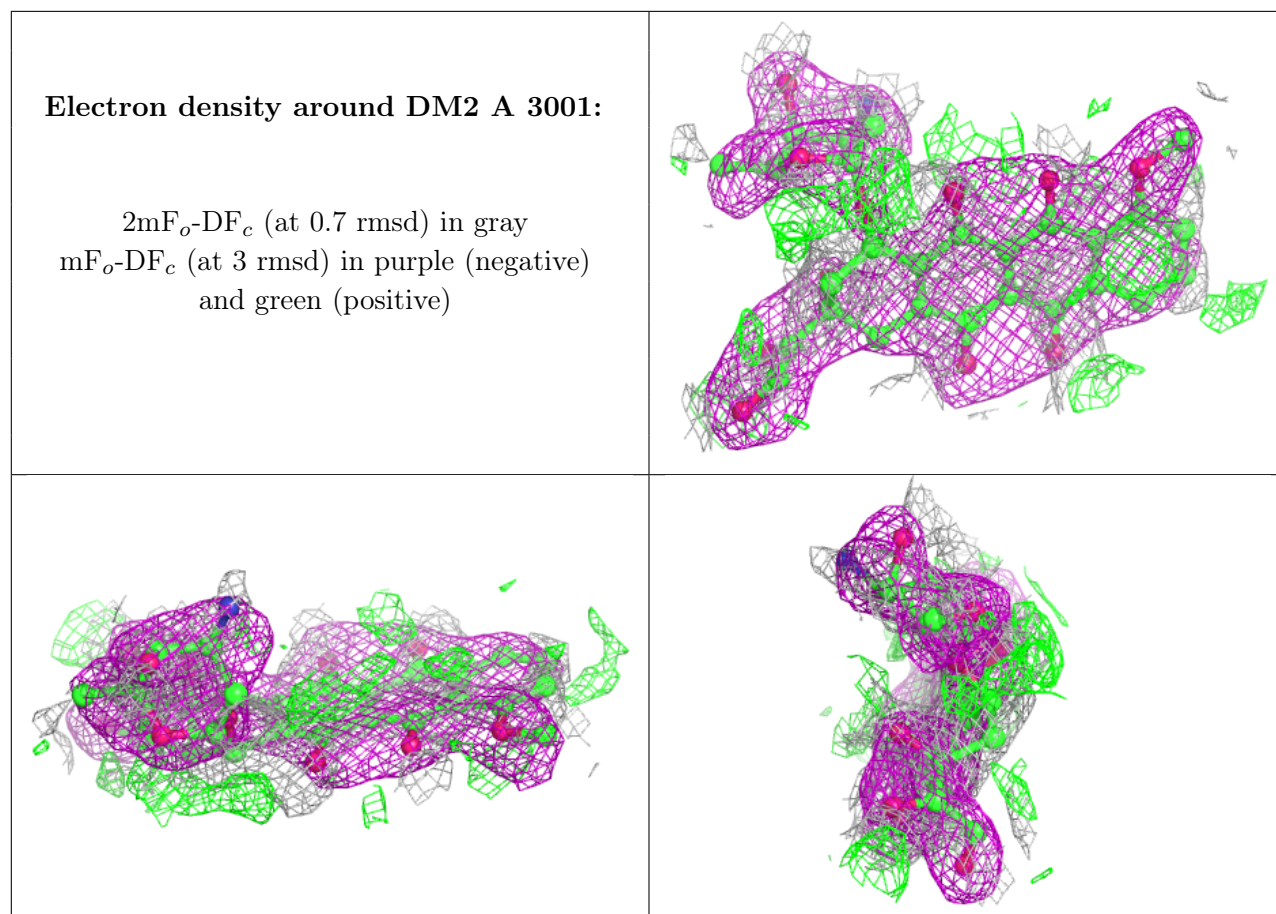 Electron density around DM2 A 3001:
2mFo-DFc (at 0.7 rmsd) in gray
mFo-DFc (at 3 rmsd) in purple (negative)
and green (positive)